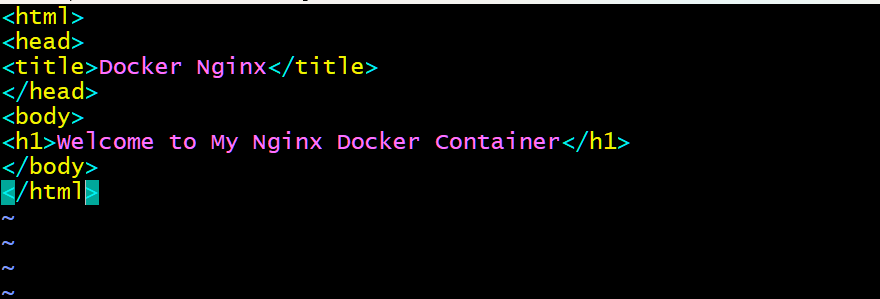 <html>
<head>
<title>Docker Nginx</title>
</head>
<body>
<h1>Welcome to My Nginx Docker Container</h1>
</body>
</html>
~
~
~
~